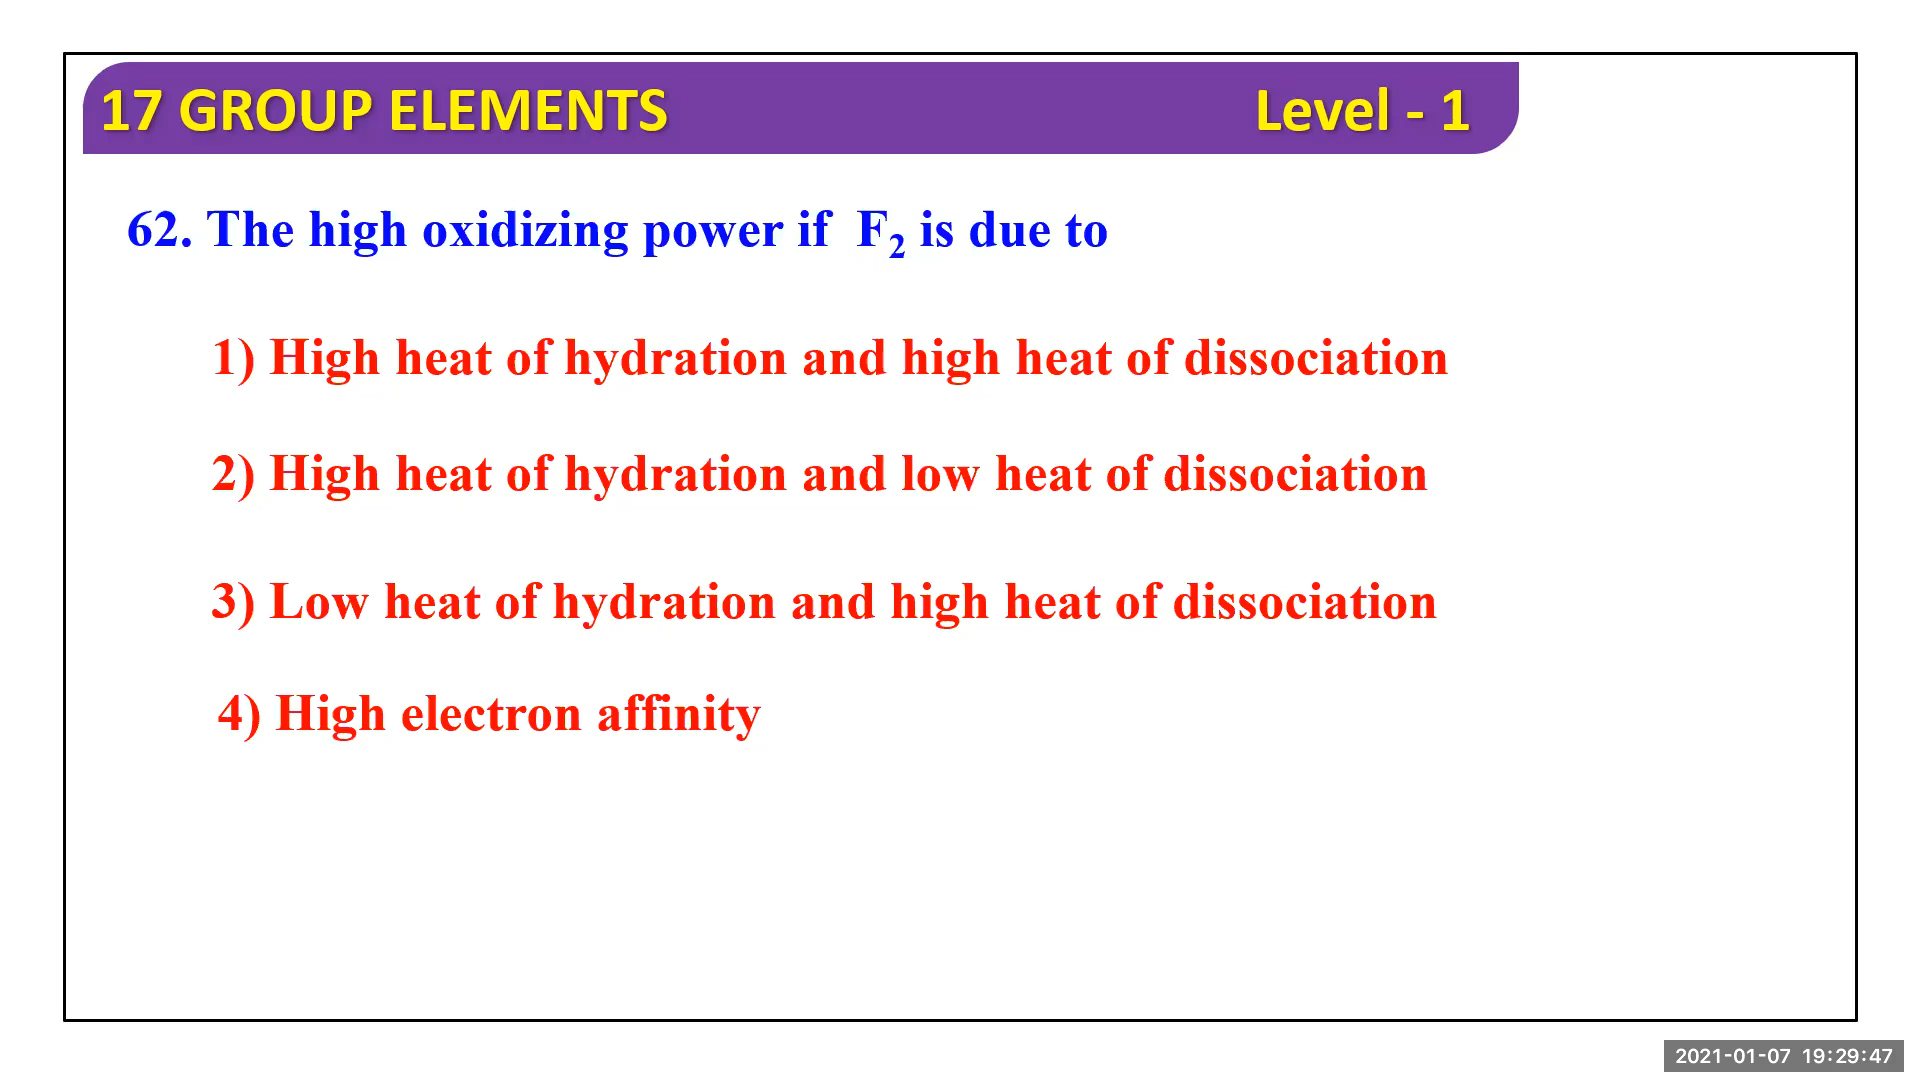 17 GROUP ELEMENTS Level - 1
62. The high oxidizing power if F₂ is due to
1) High heat of hydration and high heat of dissociation
2) High heat of hydration and low heat of dissociation
3) Low heat of hydration and high heat of dissociation
4) High electron affinity
2021-01-07 19:29:47